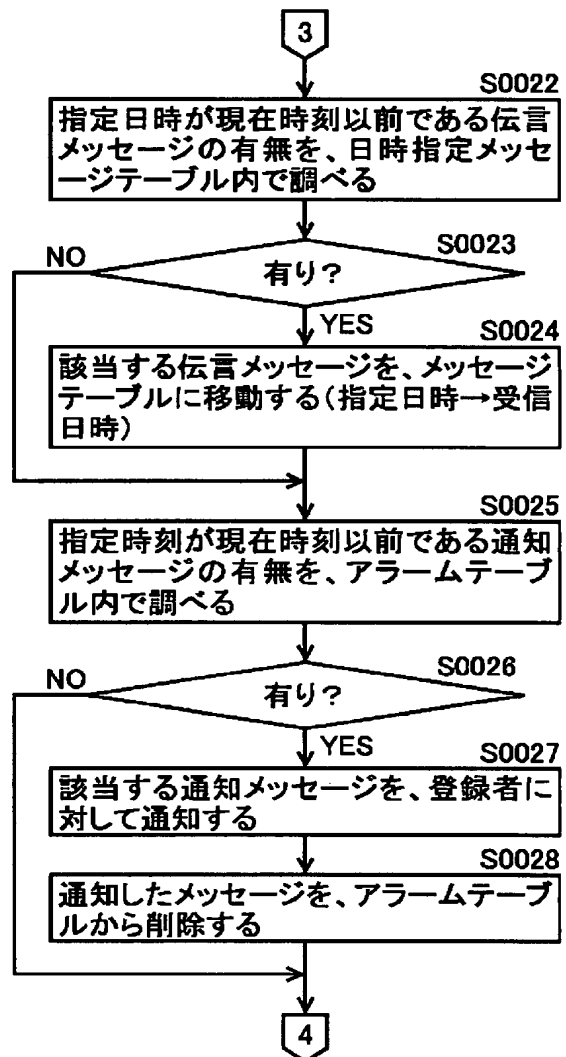 3
S0022
指定日時が現在時刻以前である伝言
メッセージの有無を、日時指定メッセ
ージテーブル内で調べる
S0023
NO
有り?
YES
S0024
該当する伝言メッセージを、メッセージ
テーブルに移動する(指定日時→受信
日時)
S0025
指定時刻が現在時刻以前である通知
メッセージの有無を、アラームテーブ
ル内で調べる
S0026
NO
有り?
YES
S0027
該当する通知メッセージを、登録者に
対して通知する
S0028
通知したメッセージを、アラームテーブ
ルから削除する
4